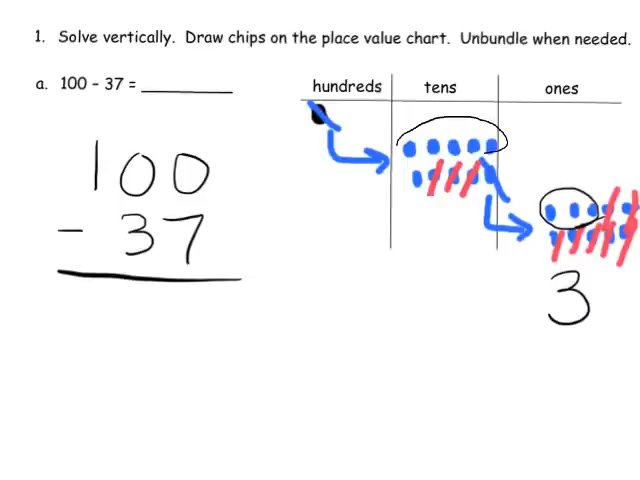 1. Solve vertically. Draw chips on the place value chart. Unbundle when needed.
a. 100 - 37 = __________
hundreds tens ones
100
- 37
3